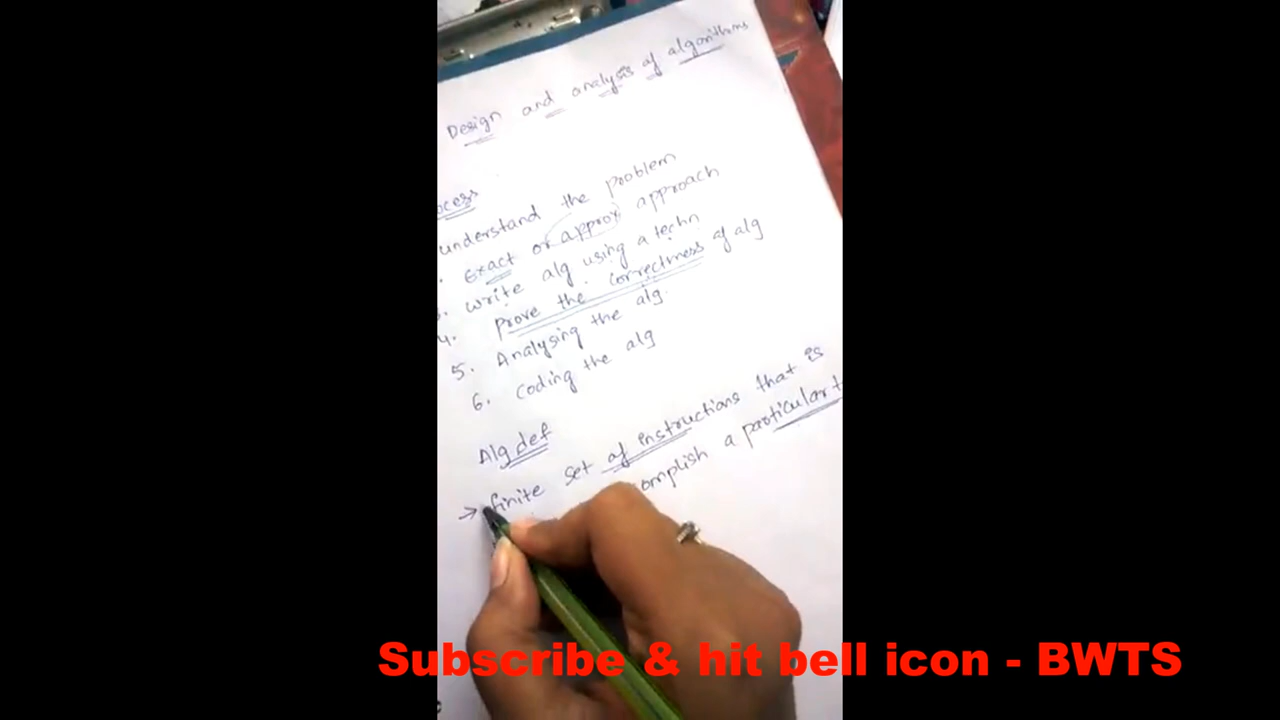 Design and analysis of algorithms
understand the problem
Exact or approx approach
write alg using a techn
4. Prove the correctness of alg
5. Analysing the alg.
6. Coding the alg
Alg def
→ finite set of instructions that is
a particular
Subscribe & hit bell icon - BWTS